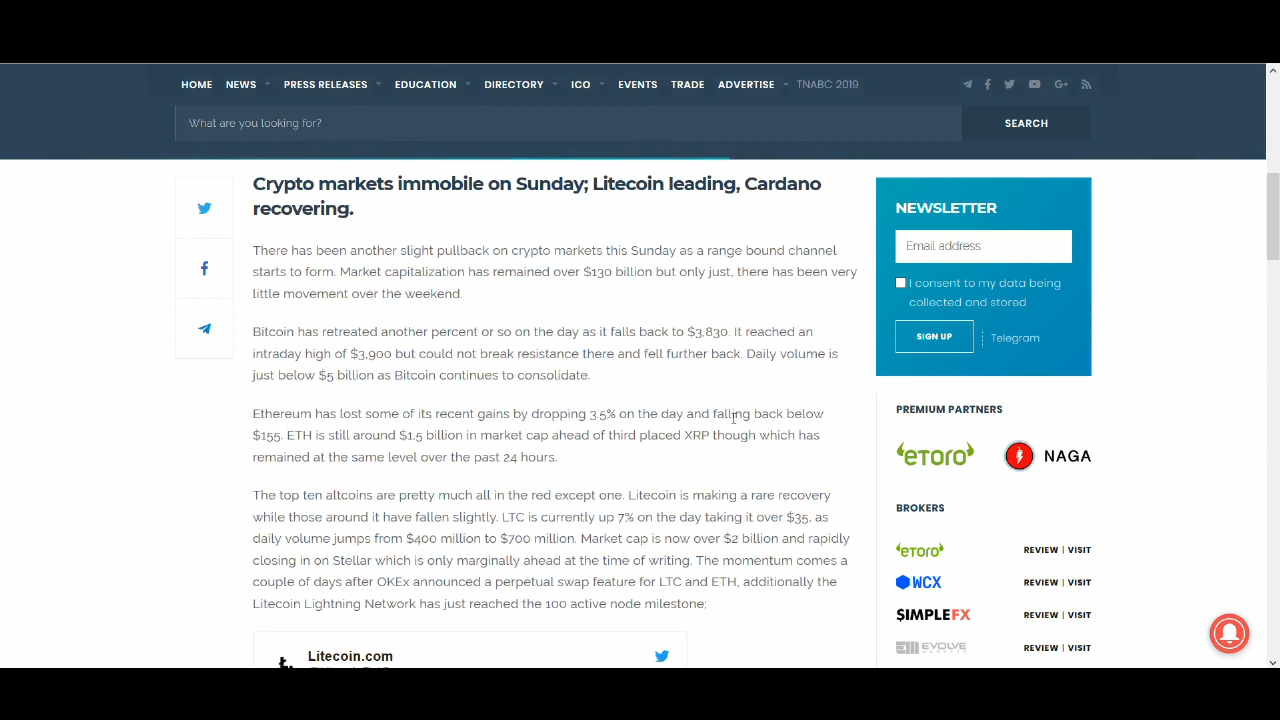 HOME NEWS PRESS RELEASES EDUCATION DIRECTORY ICO EVENTS TRADE ADVERTISE - TNABC 2019
What are you looking for? SEARCH
Crypto markets immobile on Sunday; Litecoin leading, Cardano
recovering.
There has been another slight pullback on crypto markets this Sunday as a range bound channel
starts to form. Market capitalization has remained over $130 billion but only just, there has been very
little movement over the weekend.
Bitcoin has retreated another percent or so on the day as it falls back to $3,830. It reached an
intraday high of $3,900 but could not break resistance there and fell further back. Daily volume is
just below $5 billion as Bitcoin continues to consolidate.
Ethereum has lost some of its recent gains by dropping 3.5% on the day and falling back below
$155. ETH is still around $1.5 billion in market cap ahead of third placed XRP though which has
remained at the same level over the past 24 hours.
The top ten altcoins are pretty much all in the red except one. Litecoin is making a rare recovery
while those around it have fallen slightly. LTC is currently up 7% on the day taking it over $35, as
daily volume jumps from $400 million to $700 million. Market cap is now over $2 billion and rapidly
closing in on Stellar which is only marginally ahead at the time of writing. The momentum comes a
couple of days after OKEx announced a perpetual swap feature for LTC and ETH, additionally the
Litecoin Lightning Network has just reached the 100 active node milestone;
Litecoin.com
NEWSLETTER
Email address
I consent to my data being
collected and stored
SIGN UP Telegram
PREMIUM PARTNERS
eToro NAGA
BROKERS
eToro REVIEW | VISIT
WCX REVIEW | VISIT
SIMPLEFX REVIEW | VISIT
EVOLVE MARKETS REVIEW | VISIT